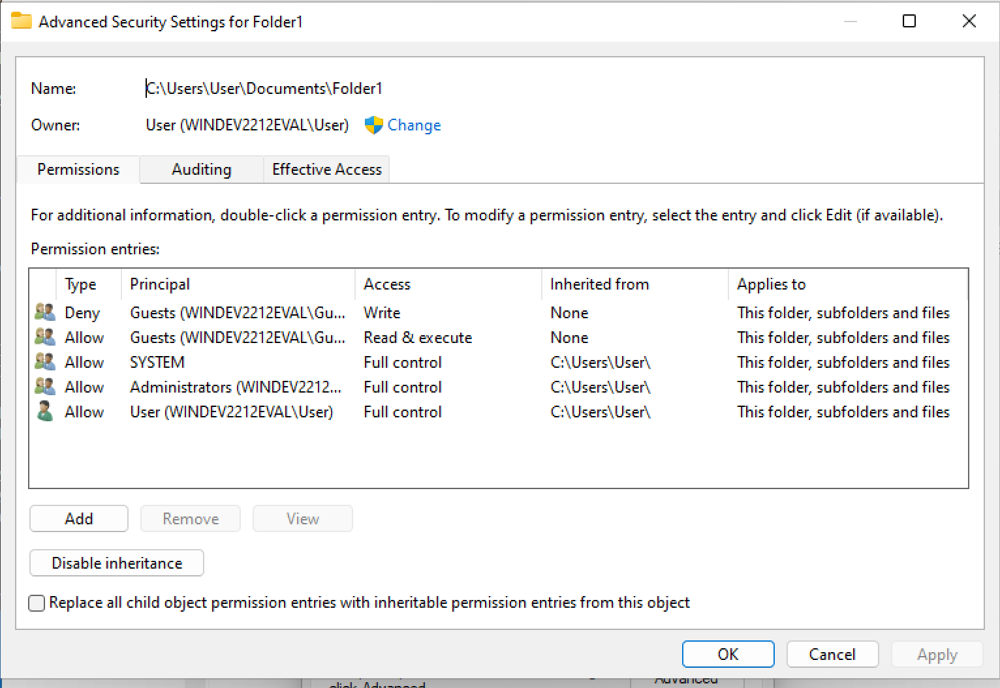 Advanced Security Settings for Folder1
Name: C:\Users\User\Documents\Folder1
Owner: User (WINDEV2212EVAL\User) Change
Permissions Auditing Effective Access
For additional information, double-click a permission entry. To modify a permission entry, select the entry and click Edit (if available).
Permission entries:
Type Principal Access Inherited from Applies to
Deny Guests (WINDEV2212EVAL\Gu... Write None This folder, subfolders and files
Allow Guests (WINDEV2212EVAL\Gu... Read & execute None This folder, subfolders and files
Allow SYSTEM Full control C:\Users\User\ This folder, subfolders and files
Allow Administrators (WINDEV2212... Full control C:\Users\User\ This folder, subfolders and files
Allow User (WINDEV2212EVAL\User) Full control C:\Users\User\ This folder, subfolders and files
Add Remove View
Disable inheritance
Replace all child object permission entries with inheritable permission entries from this object
OK Cancel Apply
click Advanced Advanced